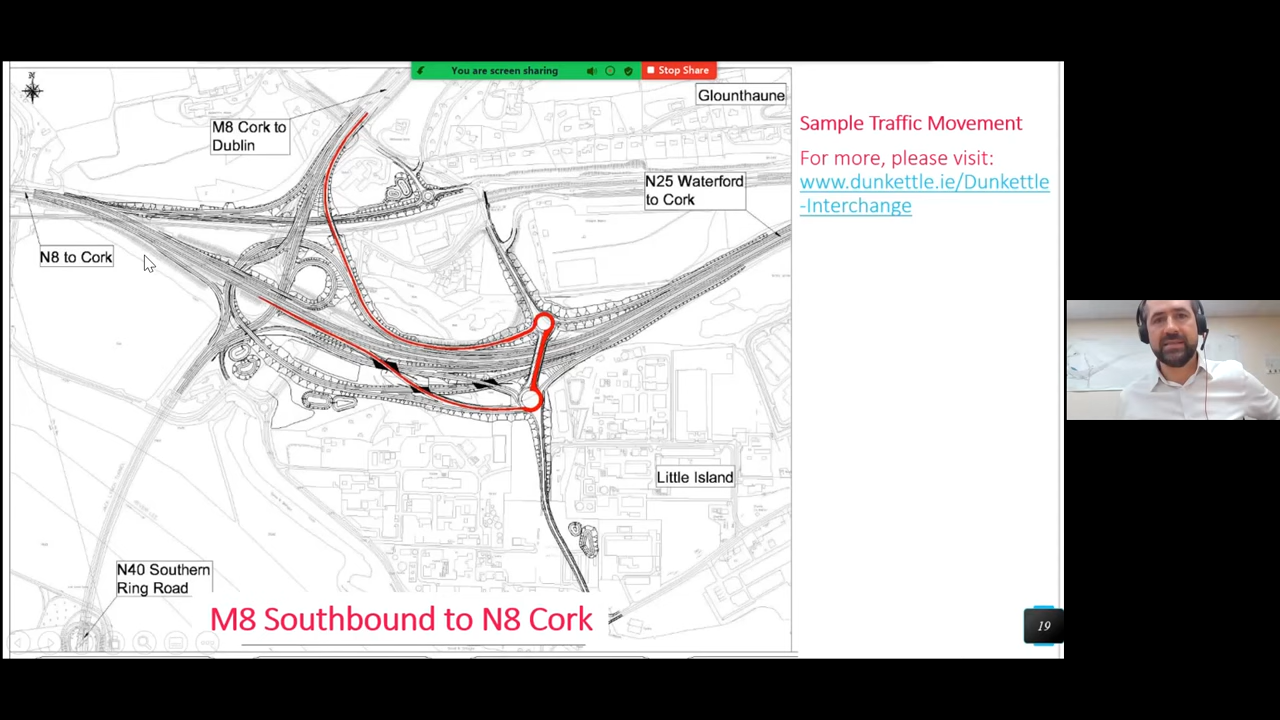 You are screen sharing
Stop Share
N
Glounthaune
M8 Cork to
Dublin
N25 Waterford
to Cork
N8 to Cork
Little Island
N40 Southern
Ring Road
M8 Southbound to N8 Cork
Sample Traffic Movement
For more, please visit:
www.dunkettle.ie/Dunkettle
-Interchange
19